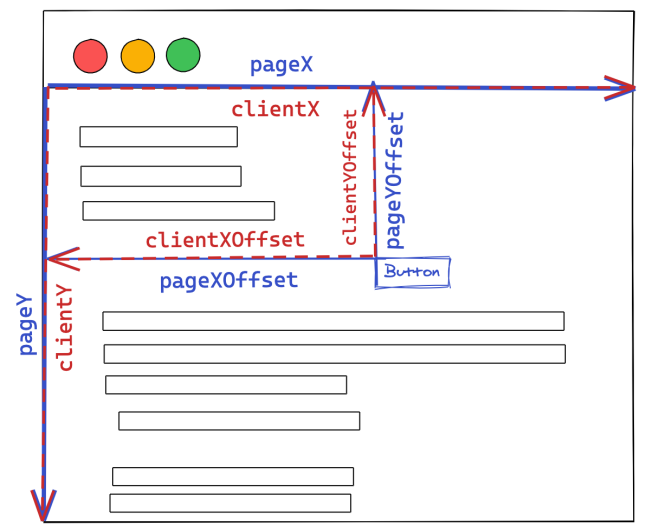 pageX
clientX
clientYOffset
pageYOffset
clientXOffset
pageXOffset
Button
pageY
clientY